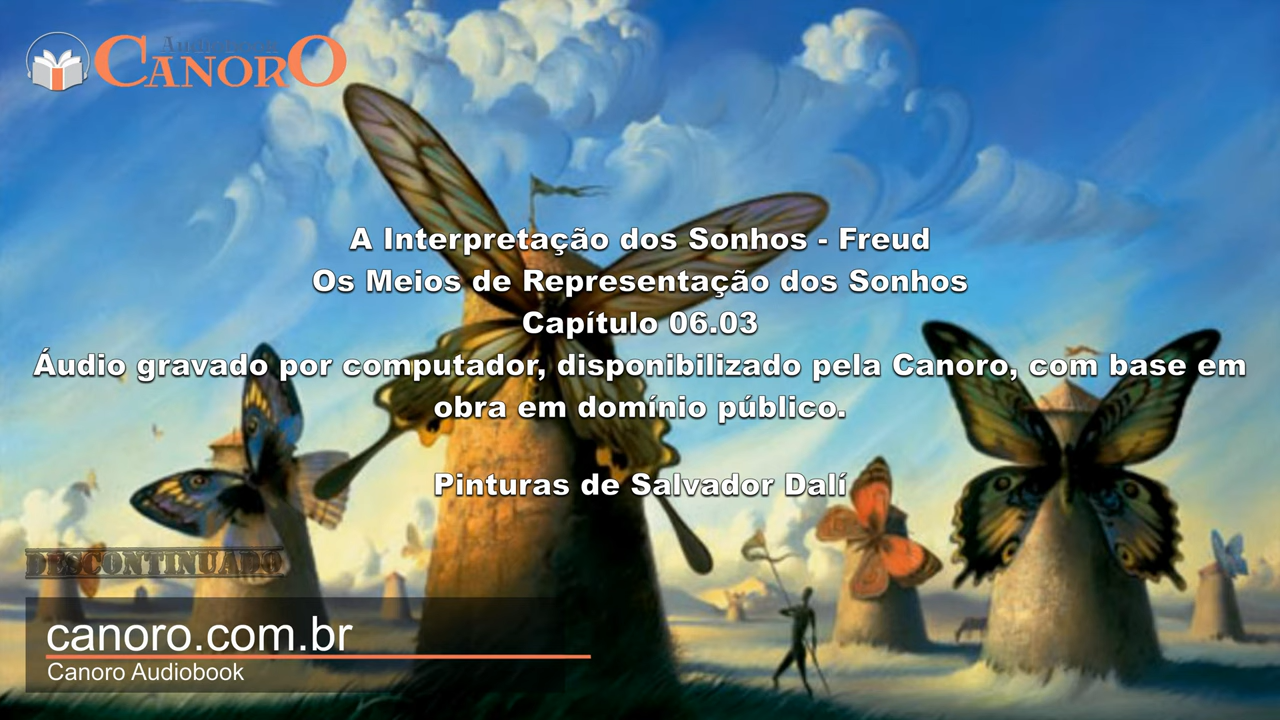 Audiobook
CANORO
A Interpretação dos Sonhos - Freud
Os Meios de Representação dos Sonhos
Capítulo 06.03
Áudio gravado por computador, disponibilizado pela Canoro, com base em
obra em domínio público.
Pinturas de Salvador Dalí
DESCONTINUADO
canoro.com.br
Canoro Audiobook